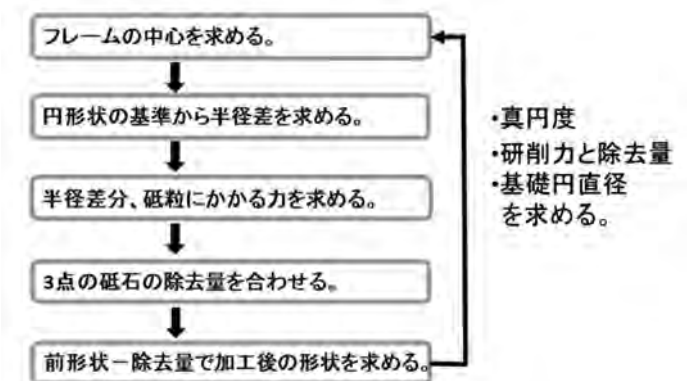 フレームの中心を求める。
円形状の基準から半径差を求める。
半径差分、砥粒にかかる力を求める。
3点の砥石の除去量を合わせる。
前形状－除去量で加工後の形状を求める。
・真円度
・研削力と除去量
・基礎円直径
を求める。